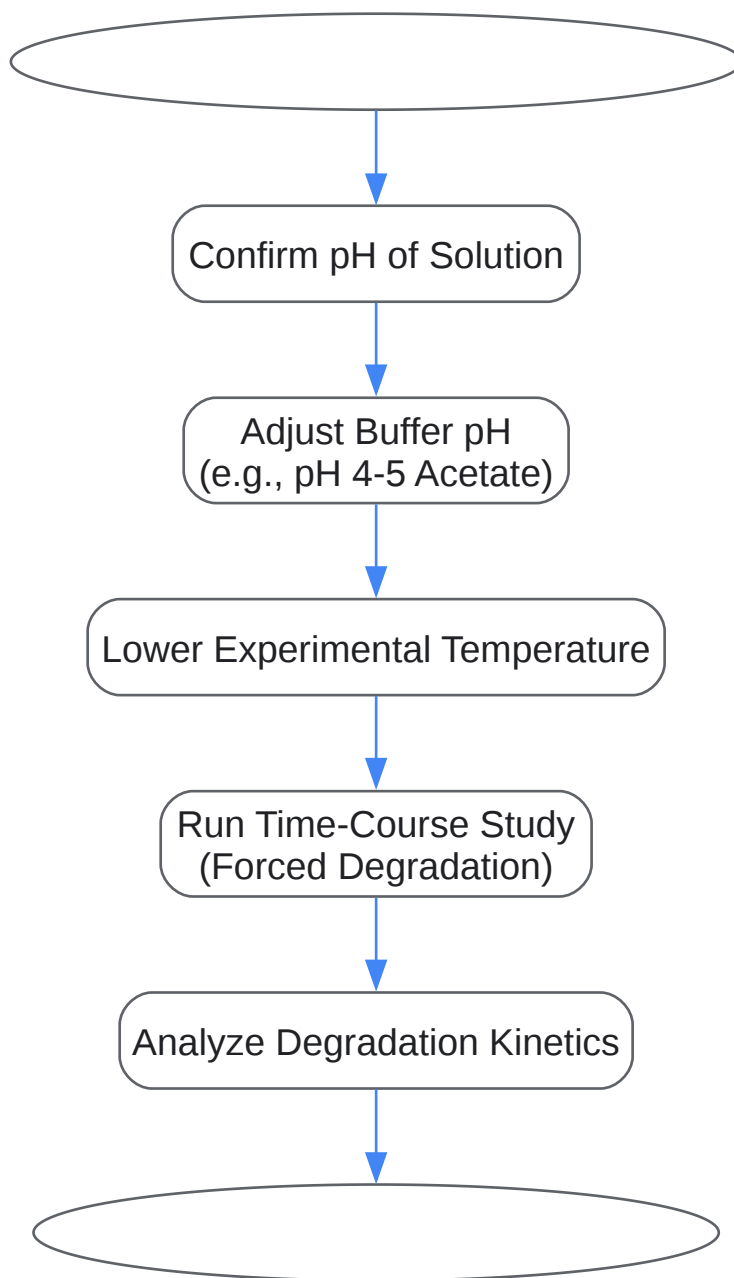 Confirm pH of Solution
Adjust Buffer pH
(e.g., pH 4-5 Acetate)
Lower Experimental Temperature
Run Time-Course Study
(Forced Degradation)
Analyze Degradation Kinetics